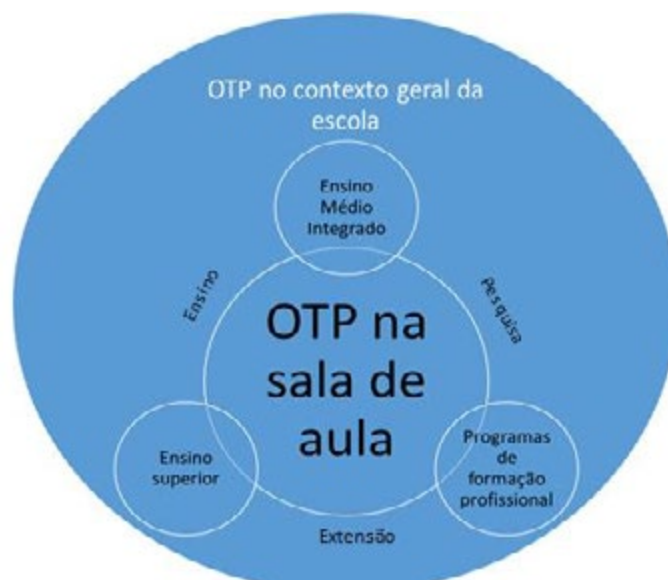 OTP no contexto geral da
escola
Ensino
Médio
Integrado
Ensino
Pesquisa
OTP na
sala de
aula
Ensino
superior
Programas
de
formação
profissional
Extensão